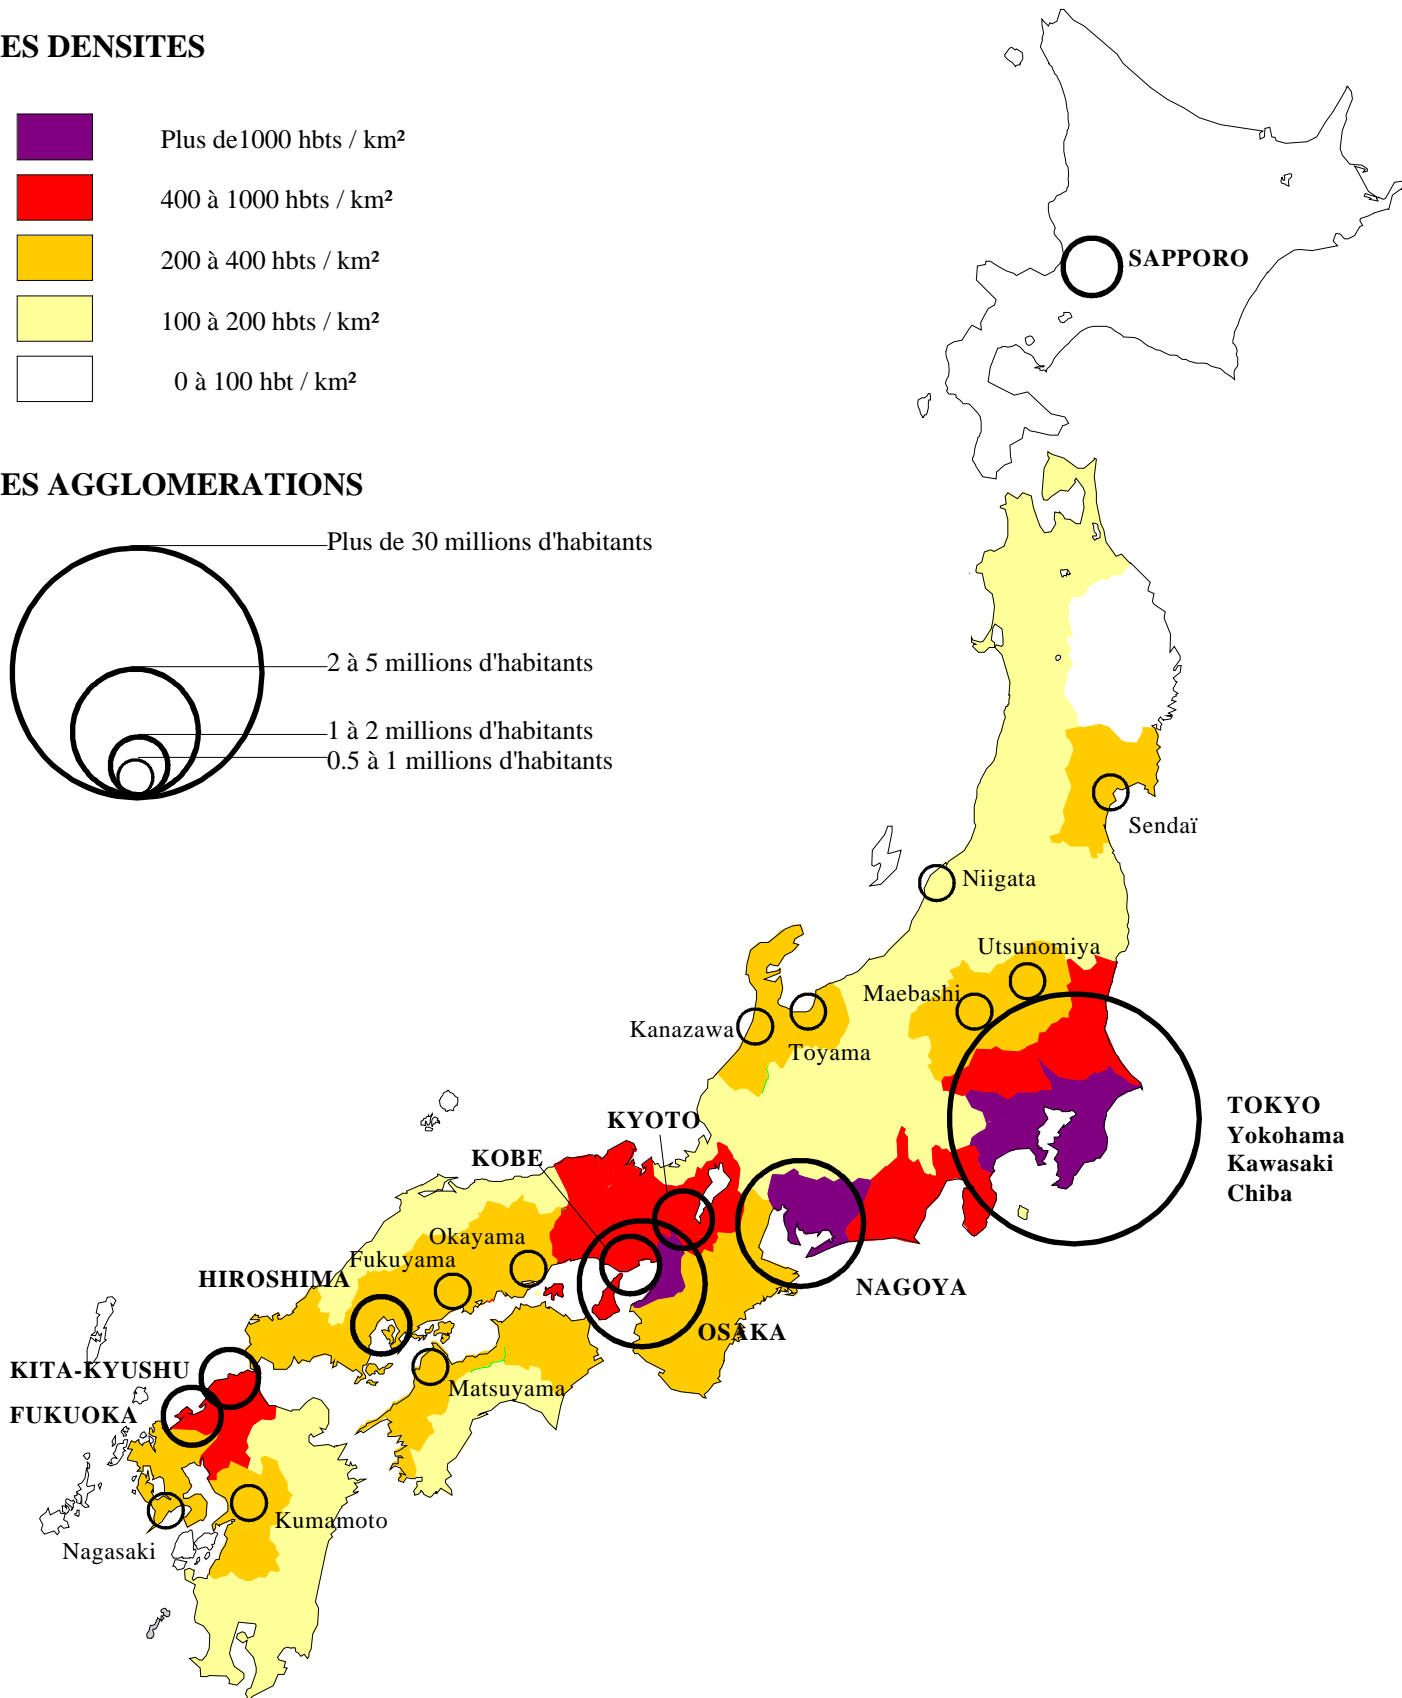 ES DENSITES
Plus de1000 hbts / km²
400 à 1000 hbts / km²
200 à 400 hbts / km²
100 à 200 hbts / km²
0 à 100 hbt / km²
ES AGGLOMERATIONS
Plus de 30 millions d'habitants
2 à 5 millions d'habitants
1 à 2 millions d'habitants
0.5 à 1 millions d'habitants
SAPPORO
Sendaï
Niigata
Utsunomiya
Maebashi
Kanazawa
Toyama
TOKYO
Yokohama
Kawasaki
Chiba
KYOTO
KOBE
Okayama
Fukuyama
HIROSHIMA
NAGOYA
OSAKA
KITA-KYUSHU
FUKUOKA
Matsuyama
Kumamoto
Nagasaki